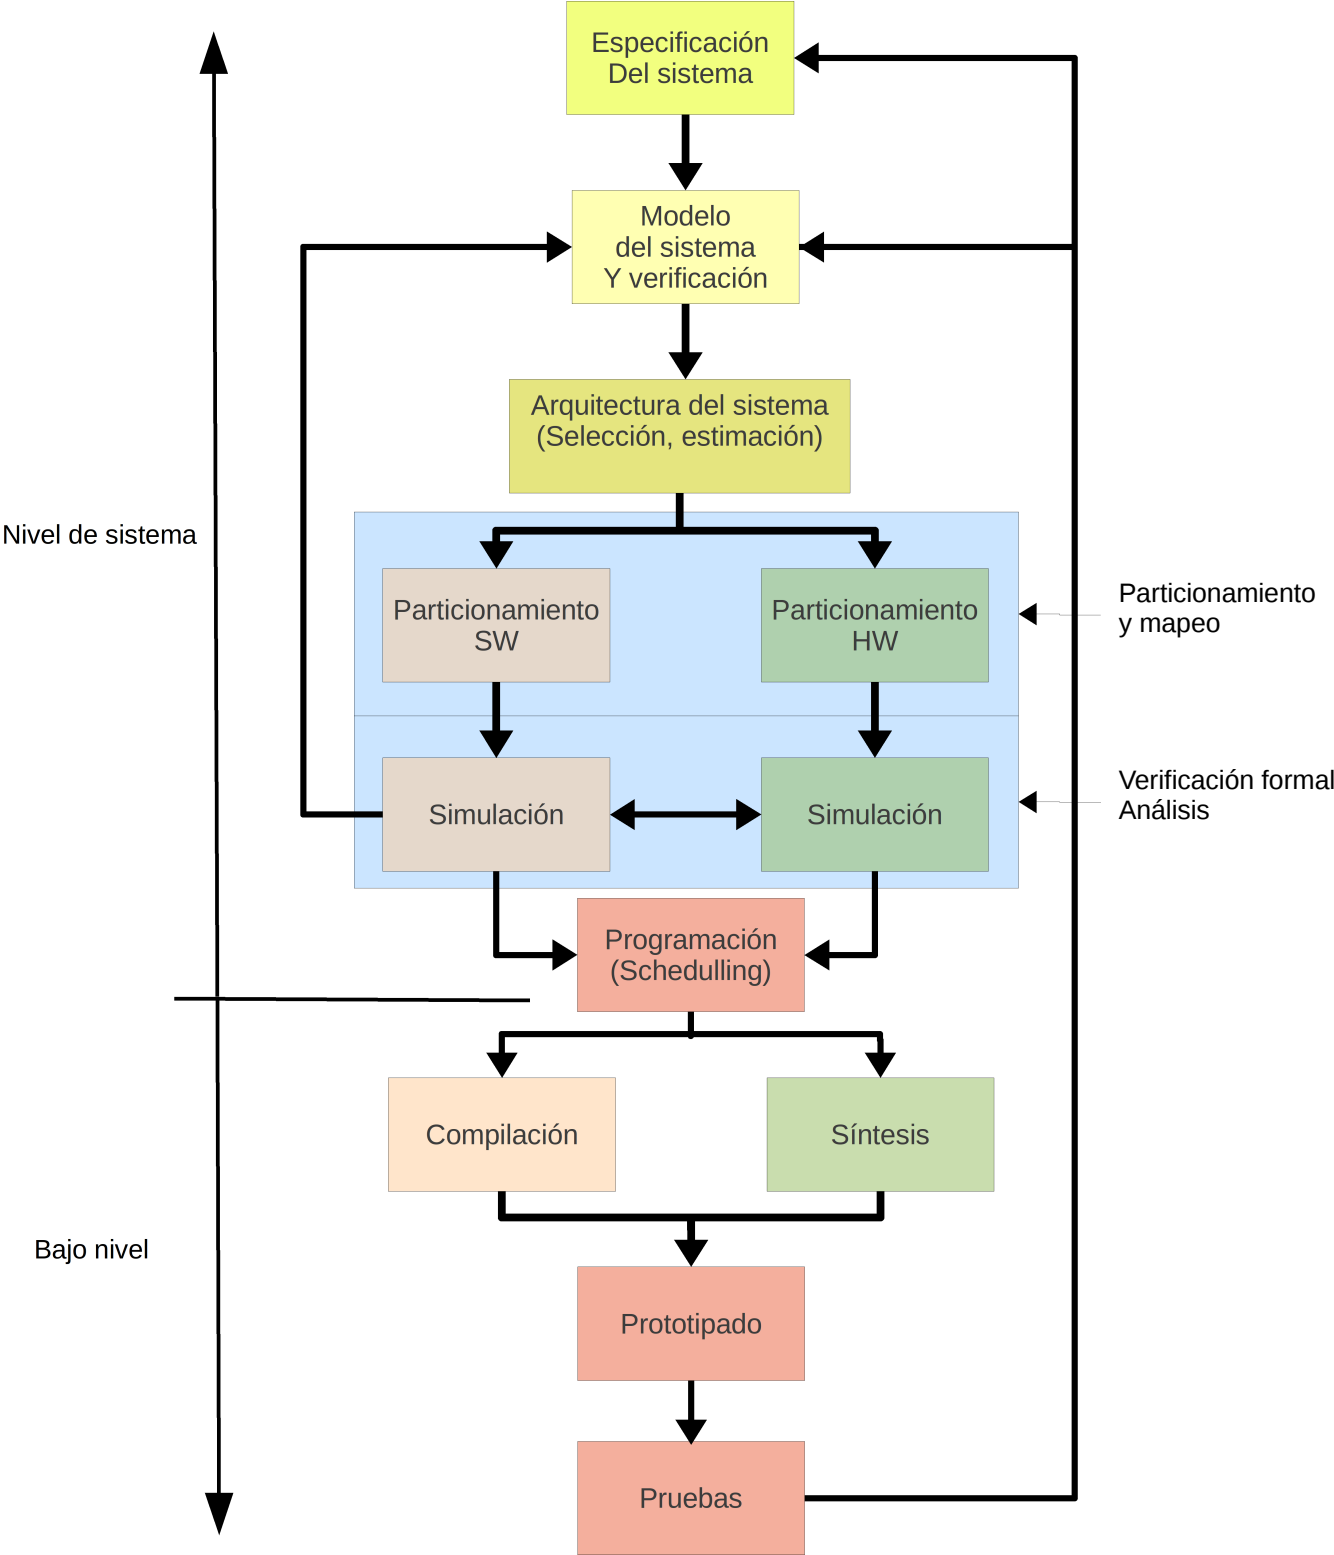 Especificación
Del sistema
Modelo
del sistema
Y verificación
Arquitectura del sistema
(Selección, estimación)
Nivel de sistema
Particionamiento
SW
Particionamiento
HW
Particionamiento
y mapeo
Simulación
Simulación
Verificación formal
Análisis
Programación
(Schedulling)
Compilación
Síntesis
Bajo nivel
Prototipado
Pruebas